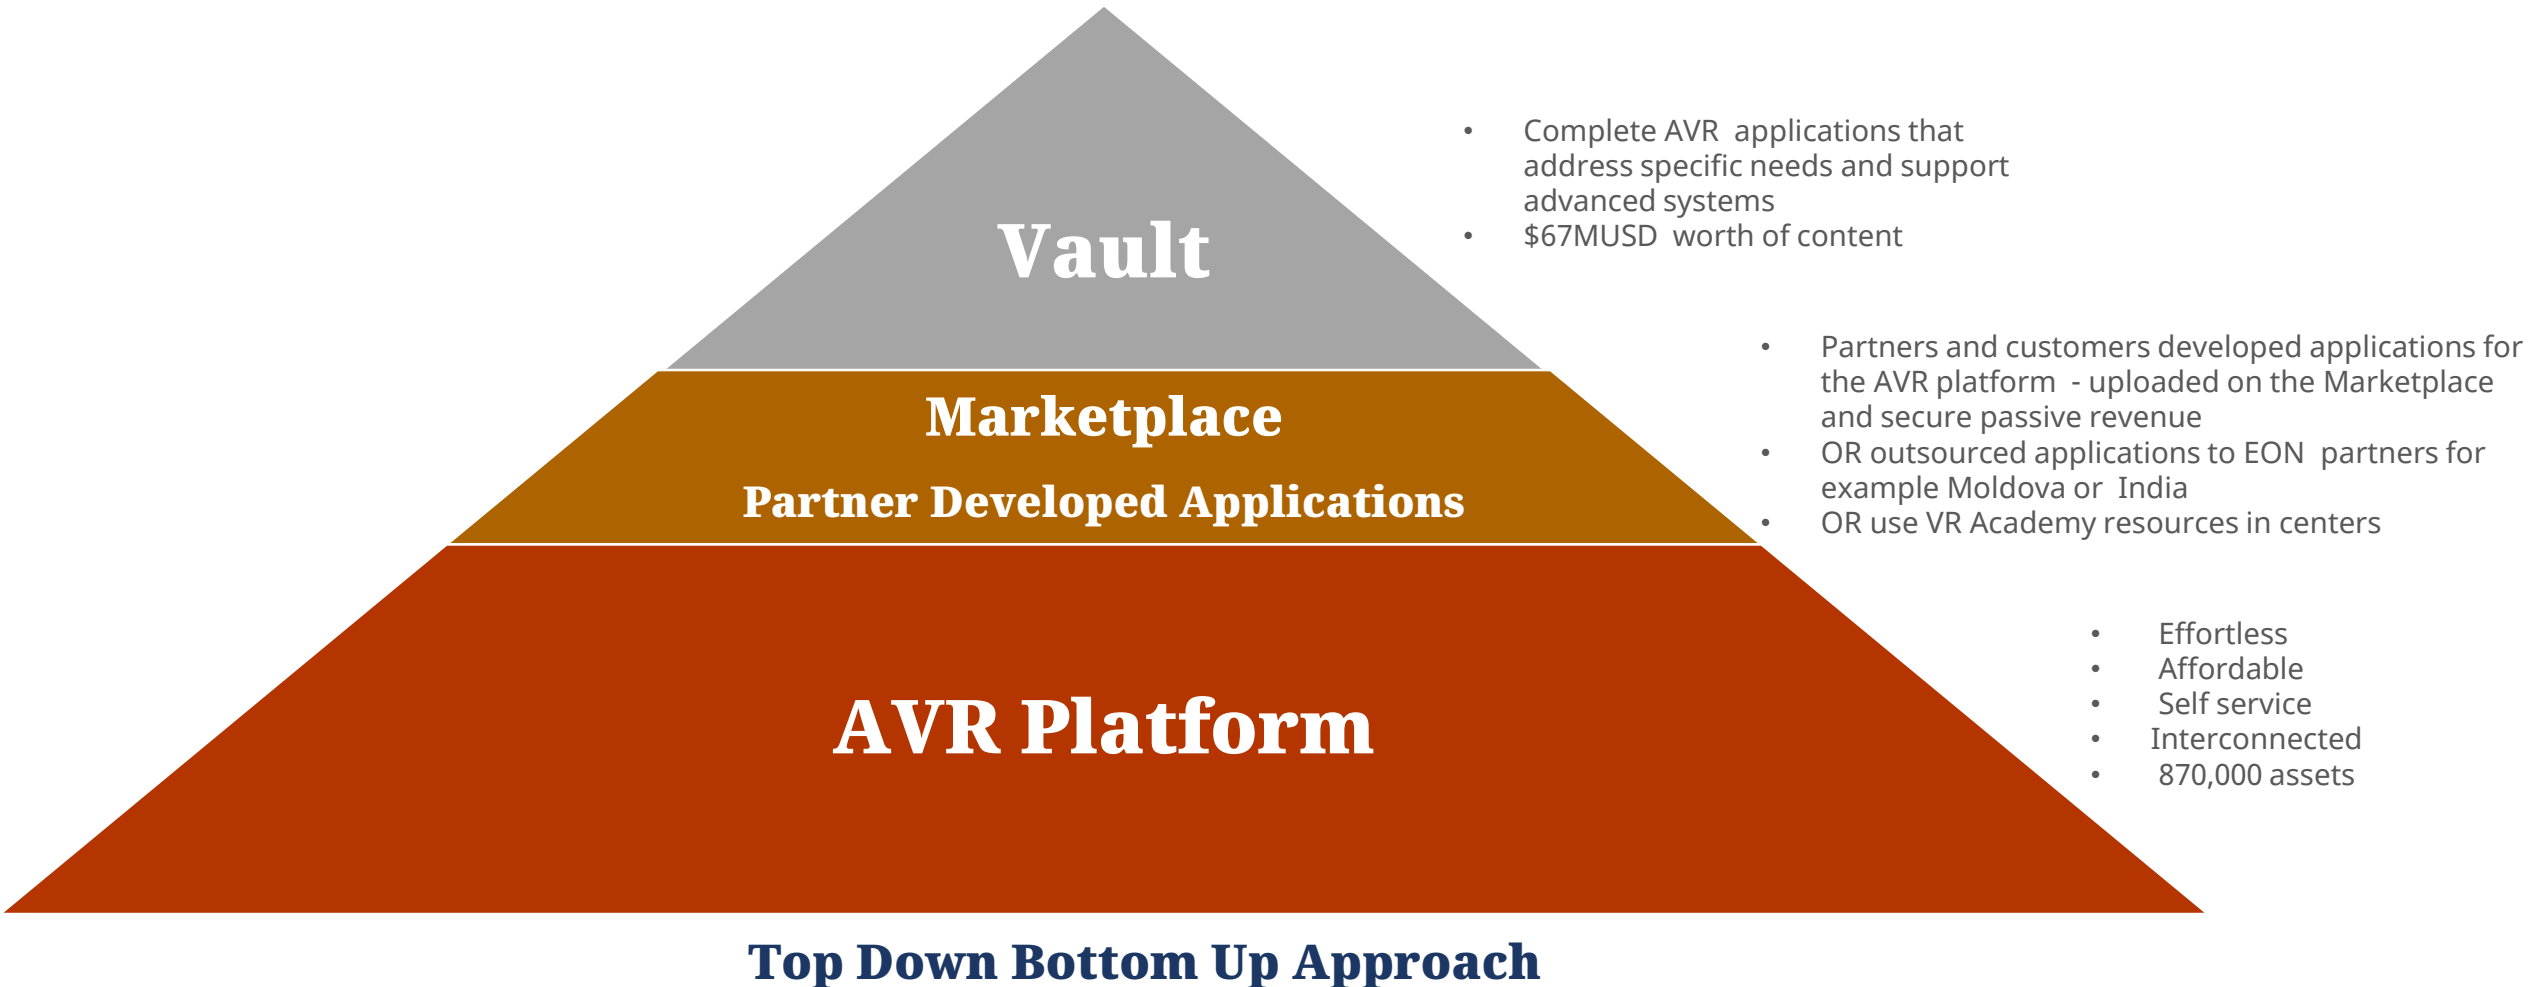 Vault
• Complete AVR applications that
address specific needs and support
advanced systems
• $67MUSD worth of content
Marketplace
Partner Developed Applications
• Partners and customers developed applications for
the AVR platform - uploaded on the Marketplace
and secure passive revenue
• OR outsourced applications to EON partners for
example Moldova or India
• OR use VR Academy resources in centers
AVR Platform
• Effortless
• Affordable
• Self service
• Interconnected
• 870,000 assets
Top Down Bottom Up Approach